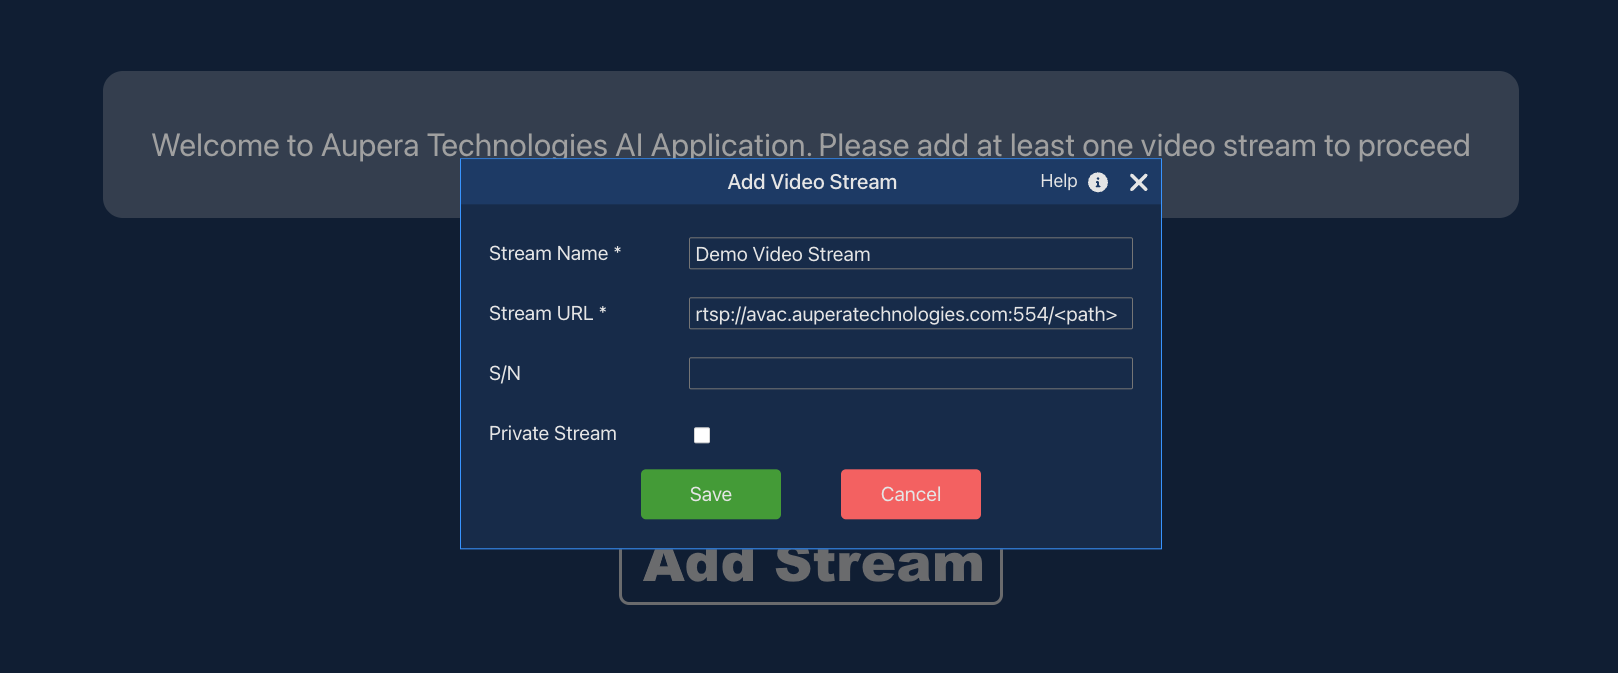 Welcome to Aupera Technologies AI Application. Please add at least one video stream to proceed
Add Video Stream
Help
Stream Name *
Demo Video Stream
Stream URL *
rtsp://avac.auperatechnologies.com:554/<path>
S/N
Private Stream
Save
Cancel
Add Stream